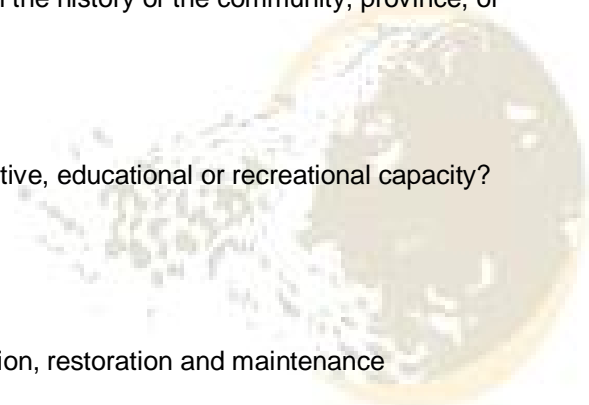 the history of the community, province, or
tive, educational or recreational capacity?
ion, restoration and maintenance